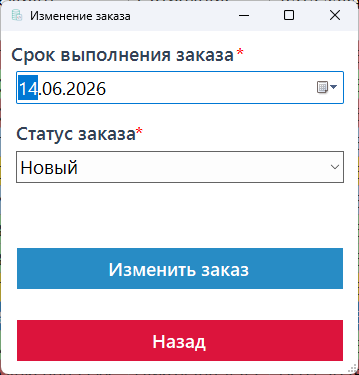 Изменение заказа
Срок выполнения заказа*
14.06.2026
Статус заказа*
Новый
Изменить заказ
Назад